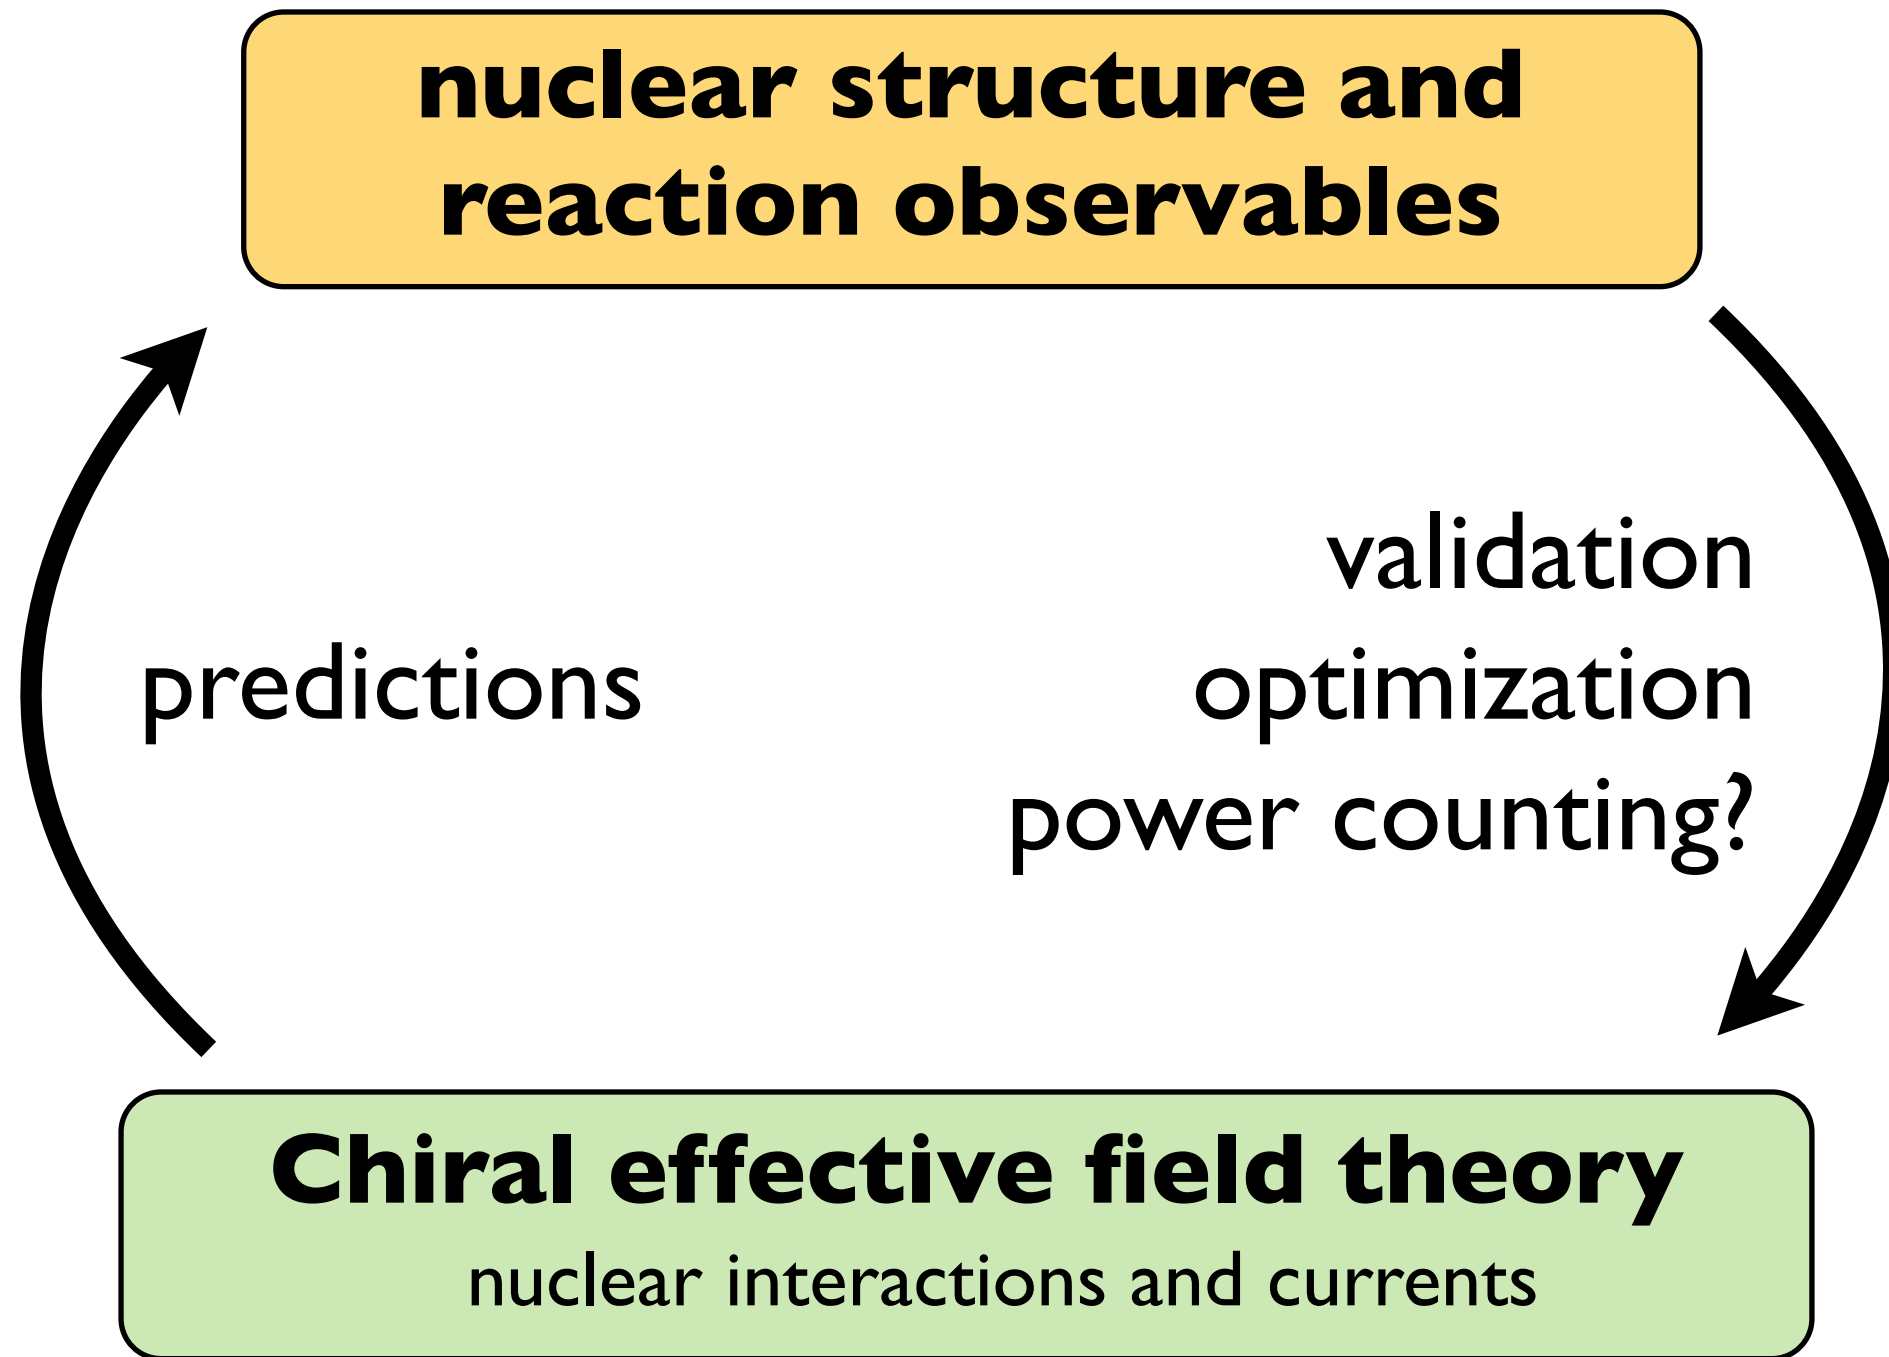 nuclear structure and
reaction observables
predictions
validation
optimization
power counting?
Chiral effective field theory
nuclear interactions and currents